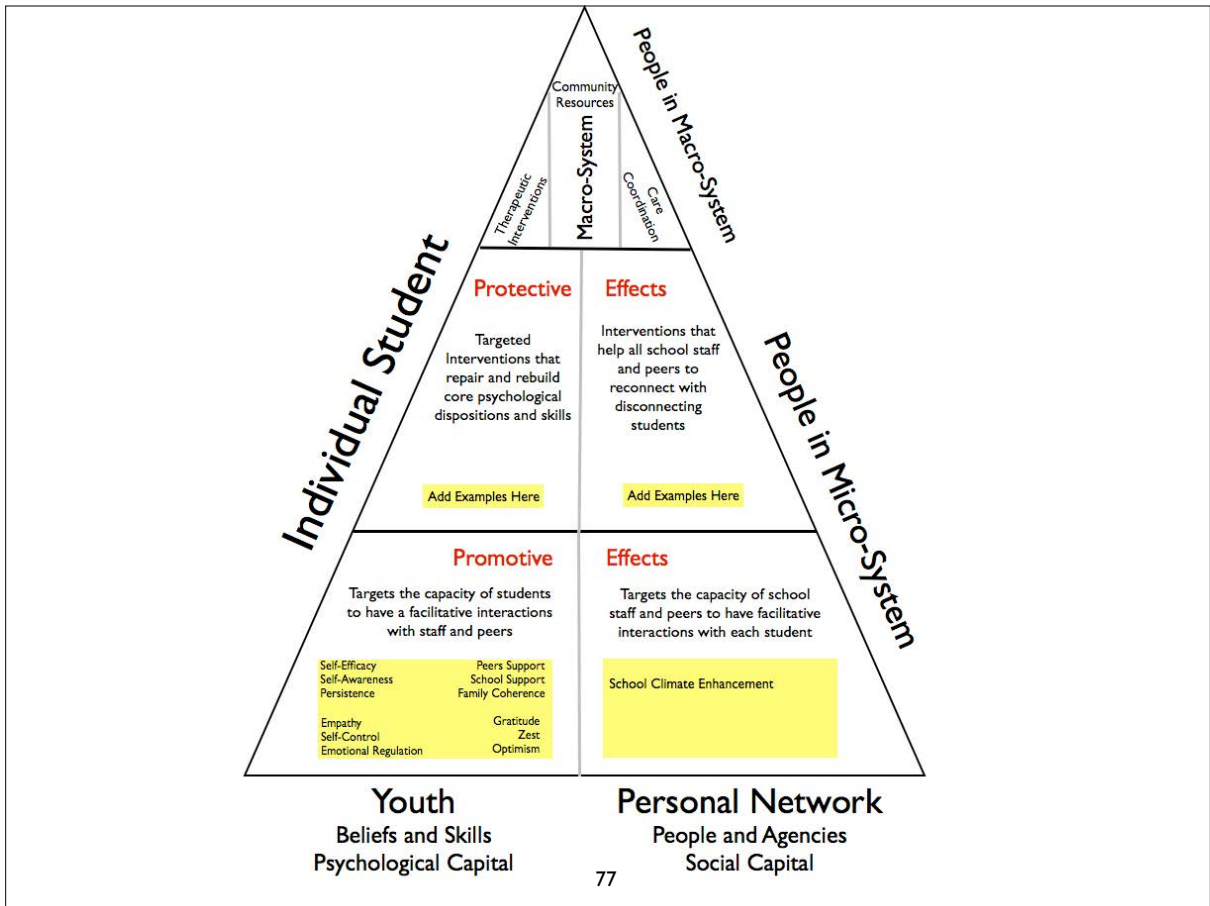 Community
Resources
Macro-System
Therapeutic
Interventions
Care
Coordination
People in Macro-System
Individual Student
People in Micro-System
Protective
Effects
Targeted
Interventions that
repair and rebuild
core psychological
dispositions and skills
Add Examples Here
Interventions that
help all school staff
and peers to
reconnect with
disconnecting
students
Add Examples Here
Promotive
Effects
Targets the capacity of students
to have a facilitative interactions
with staff and peers
Self-Efficacy
Self-Awareness
Persistence
Empathy
Self-Control
Emotional Regulation
Peers Support
School Support
Family Coherence
Gratitude
Zest
Optimism
Targets the capacity of school
staff and peers to have facilitative
interactions with each student
School Climate Enhancement
Youth
Beliefs and Skills
Psychological Capital
Personal Network
People and Agencies
Social Capital
77